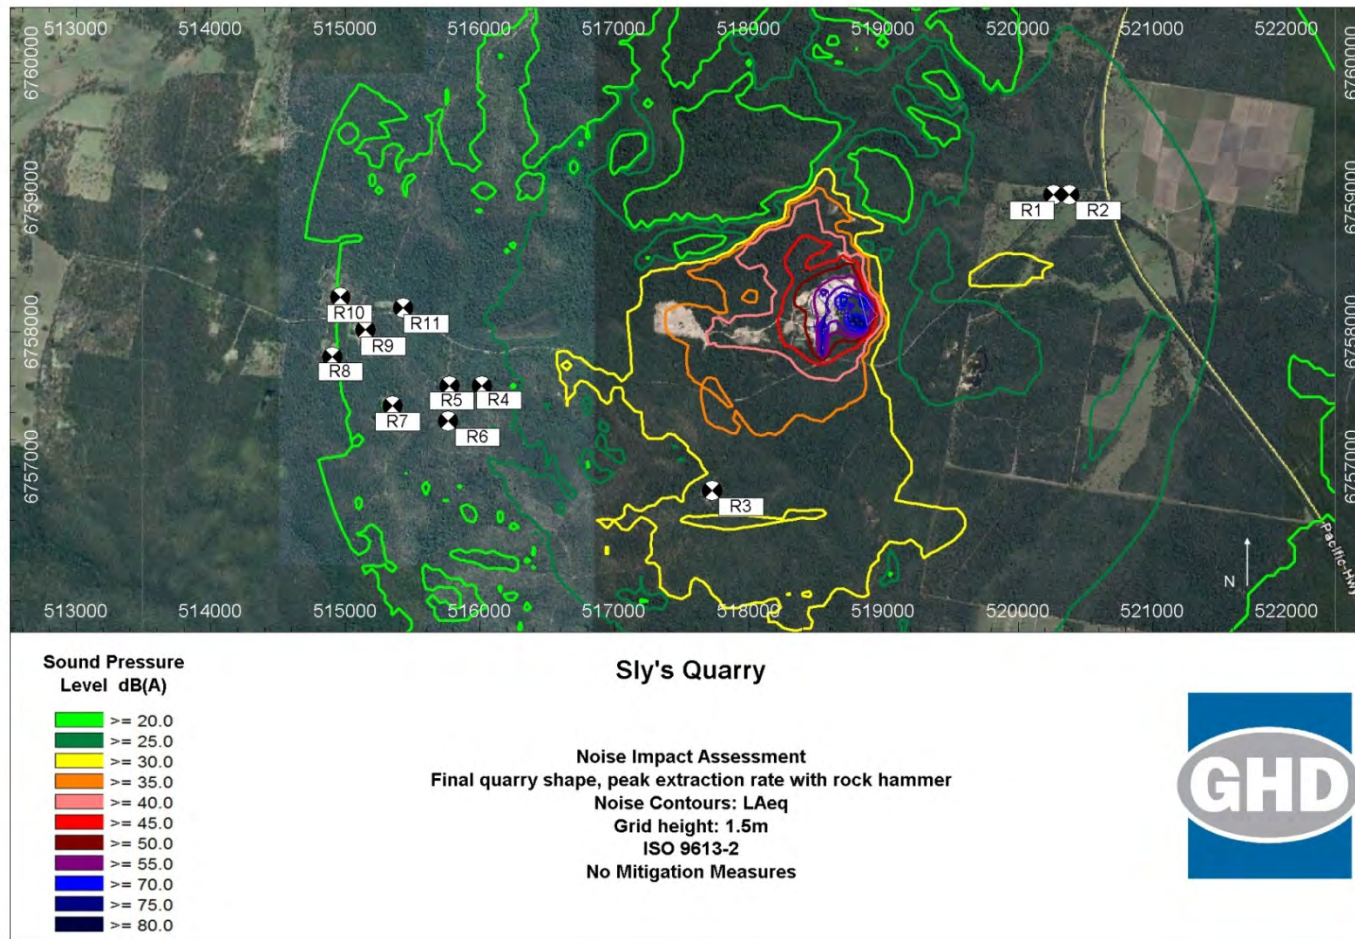 513000 514000 515000 516000 517000 518000 519000 520000 521000 522000
6760000 6760000
6759000 6759000
R1 R2
R10 R11
6758000 6758000
R9
R8
R5 R4
R7
R6
6757000 6757000
R3
Pacific-Hwy
N
513000 514000 515000 516000 517000 518000 519000 520000 521000 522000
Sound Pressure
Level dB(A)
>= 20.0
>= 25.0
>= 30.0
>= 35.0
>= 40.0
>= 45.0
>= 50.0
>= 55.0
>= 70.0
>= 75.0
>= 80.0
Sly's Quarry
Noise Impact Assessment
Final quarry shape, peak extraction rate with rock hammer
Noise Contours: LAeq
Grid height: 1.5m
ISO 9613-2
No Mitigation Measures
GHD